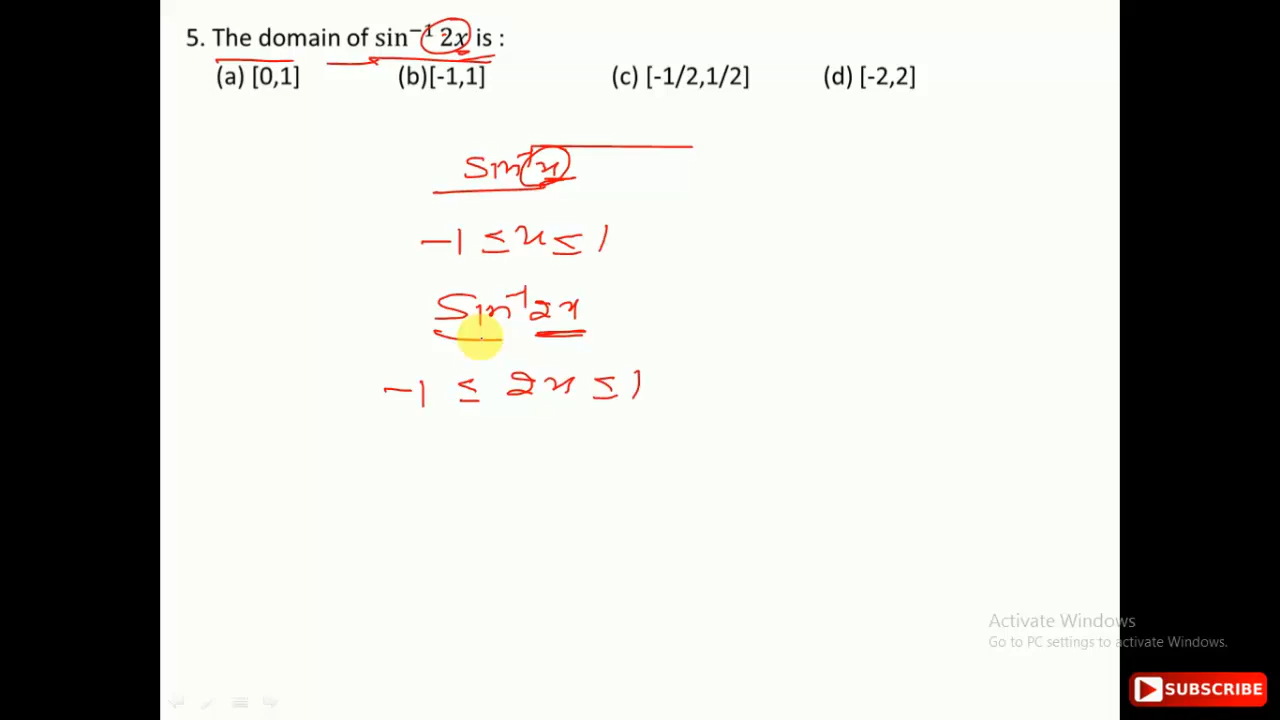 5. The domain of sin⁻¹ 2x is :
(a) [0,1] (b)[-1,1] (c) [-1/2,1/2] (d) [-2,2]
Sin⁻¹x
-1 ≤ x ≤ 1
Sin⁻¹ 2x
-1 ≤ 2x ≤ 1
Activate Windows
Go to PC settings to activate Windows.
SUBSCRIBE